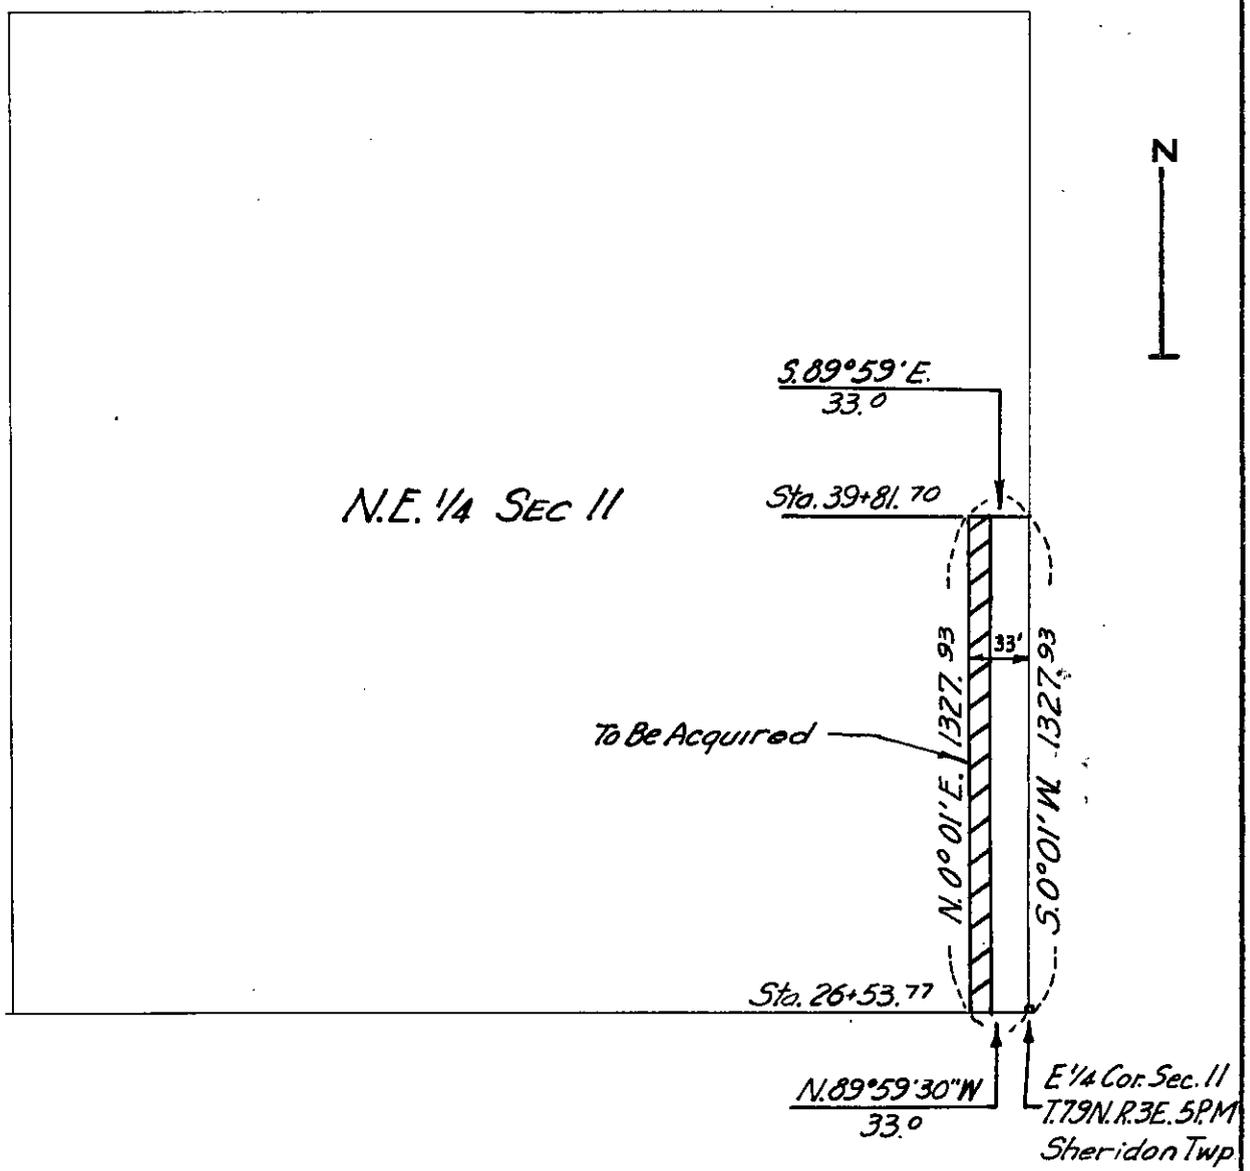 N
S.89°59'E.
33.0
N.E. 1/4 SEC 11
Sta. 39+81.70
33'
N. 0° 01' E. 1327.93
S. 0° 01' W. 1327.93
To Be Acquired
Sta. 26+53.77
N.89°59'30"W
33.0
E 1/4 Cor. Sec. 11
T.79N. R.3E. 5P.M
Sheridon Twp.